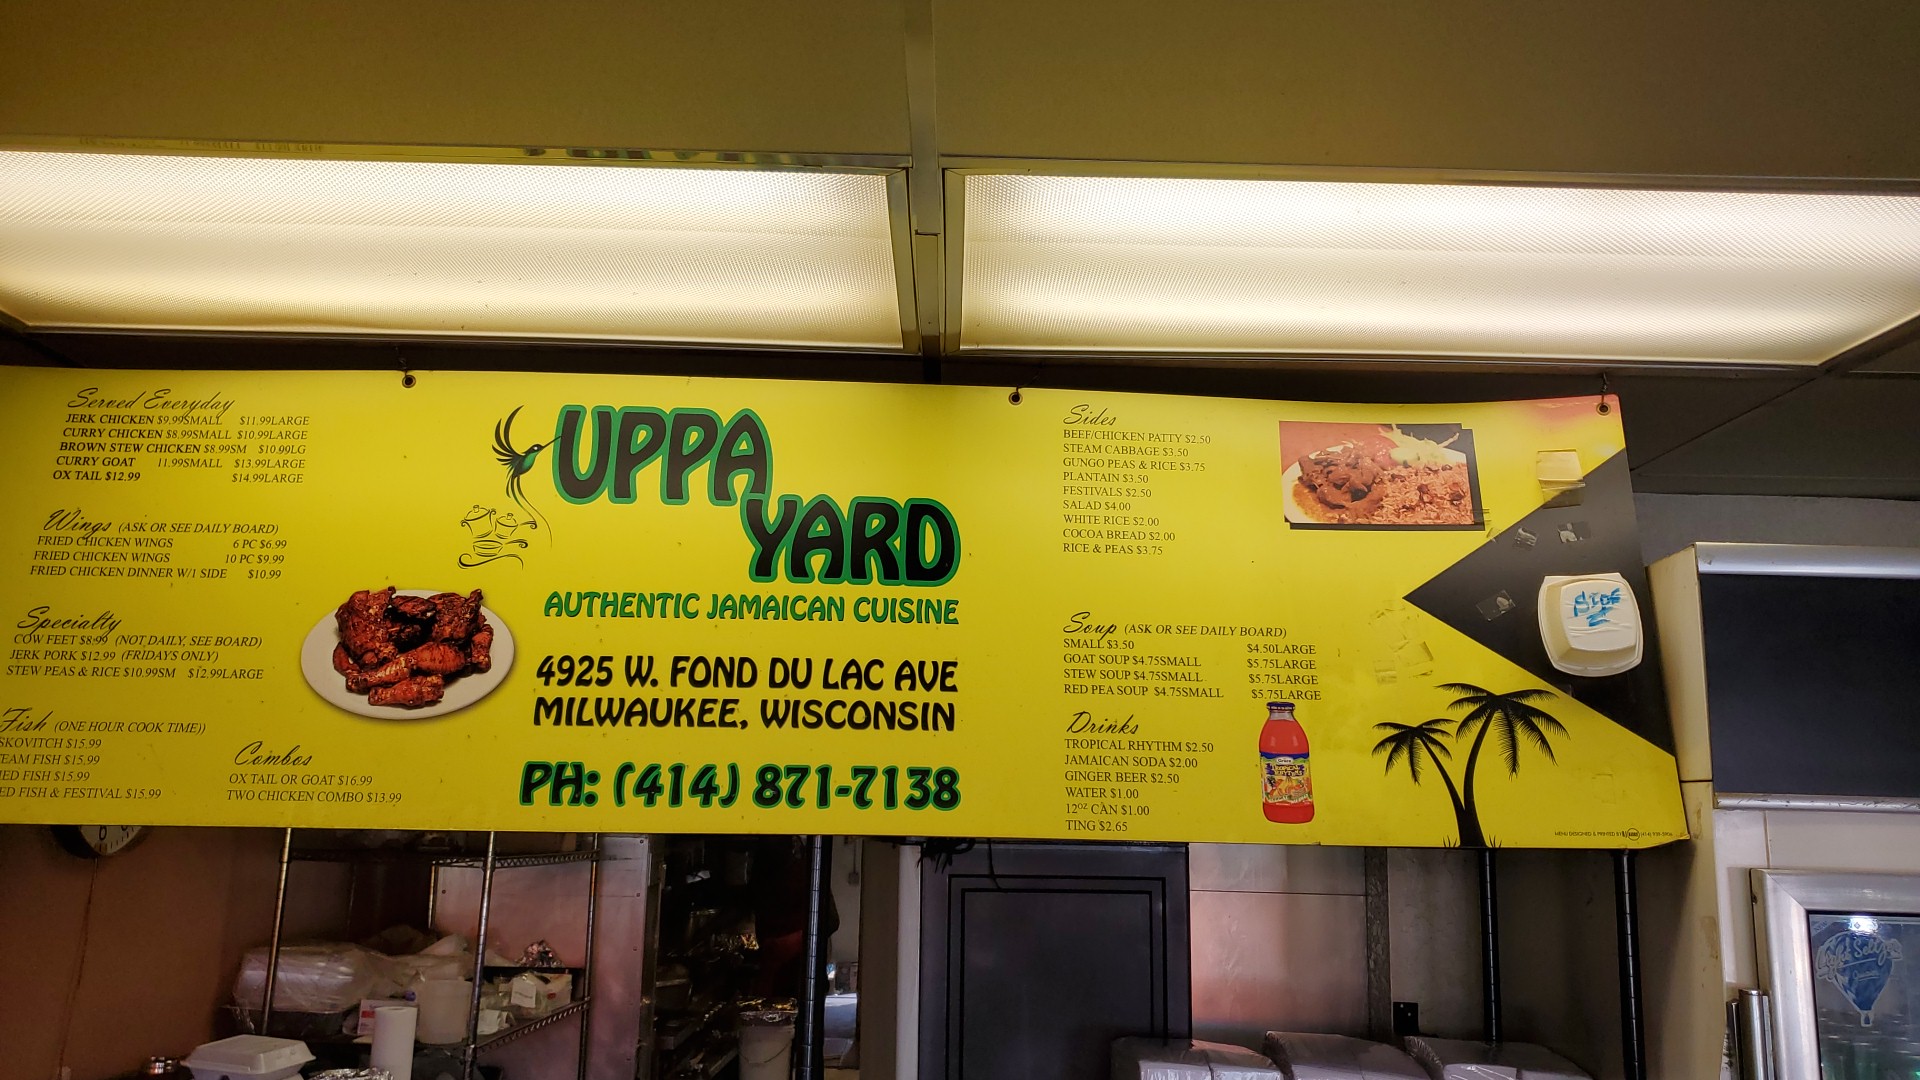 Served Everyday
JERK CHICKEN $9.99SMALL $11.99LARGE
CURRY CHICKEN $8.99SMALL $10.99LARGE
BROWN STEW CHICKEN $8.99SM $10.99LG
CURRY GOAT 11.99SMALL $13.99LARGE
OX TAIL $12.99 $14.99LARGE
Wings (ASK OR SEE DAILY BOARD)
FRIED CHICKEN WINGS 6 PC $6.99
FRIED CHICKEN WINGS 10 PC $9.99
FRIED CHICKEN DINNER W/1 SIDE $10.99
Specialty
COW FEET $8.99 (NOT DAILY, SEE BOARD)
JERK PORK $12.99 (FRIDAYS ONLY)
STEW PEAS & RICE $10.99SM $12.99LARGE
Fish (ONE HOUR COOK TIME))
SKOVITCH $15.99
EAM FISH $15.99
IED FISH $15.99
ED FISH & FESTIVAL $15.99
Combos
OX TAIL OR GOAT $16.99
TWO CHICKEN COMBO $13.99
UPPA
YARD
AUTHENTIC JAMAICAN CUISINE
4925 W. FOND DU LAC AVE
MILWAUKEE, WISCONSIN
PH: (414) 871-7138
Sides
BEEF/CHICKEN PATTY $2.50
STEAM CABBAGE $3.50
GUNGO PEAS & RICE $3.75
PLANTAIN $3.50
FESTIVALS $2.50
SALAD $4.00
WHITE RICE $2.00
COCOA BREAD $2.00
RICE & PEAS $3.75
Soup (ASK OR SEE DAILY BOARD)
SMALL $3.50 $4.50LARGE
GOAT SOUP $4.75SMALL $5.75LARGE
STEW SOUP $4.75SMALL. $5.75LARGE
RED PEA SOUP $4.75SMALL $5.75LARGE
Drinks
TROPICAL RHYTHM $2.50
JAMAICAN SODA $2.00
GINGER BEER $2.50
WATER $1.00
12OZ CAN $1.00
TING $2.65
Grace
TROPICAL
RHYTHMS
SIDE
2
MENU DESIGNED & PRINTED BY